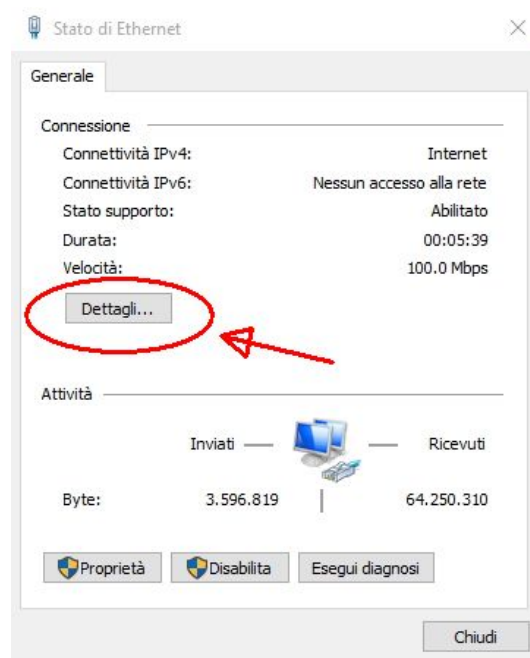 Stato di Ethernet
Generale
Connessione
Connettività IPv4: Internet
Connettività IPv6: Nessun accesso alla rete
Stato supporto: Abilitato
Durata: 00:05:39
Velocità: 100.0 Mbps
Dettagli...
Attività
Inviati Ricevuti
Byte: 3.596.819 64.250.310
Proprietà Disabilita Esegui diagnosi
Chiudi